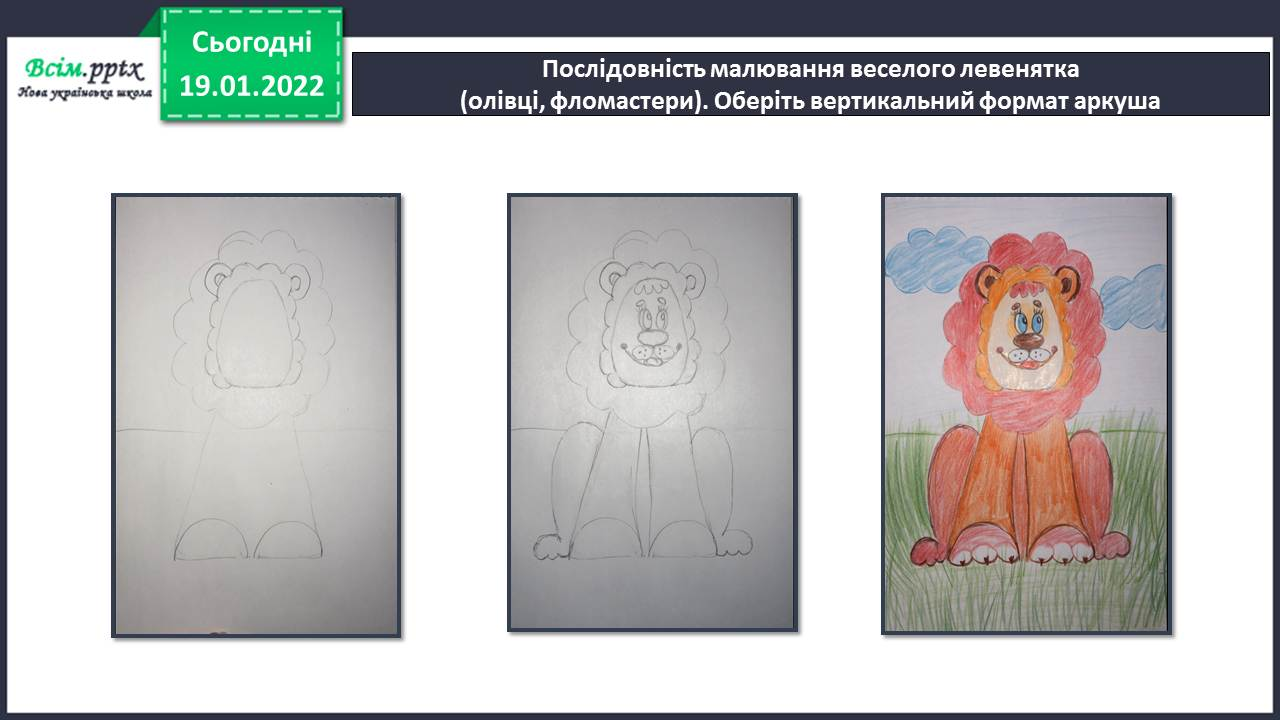 Всім.pptx
Нова українська школа
Сьогодні
19.01.2022
Послідовність малювання веселого левенятка
(олівці, фломастери). Оберіть вертикальний формат аркуша